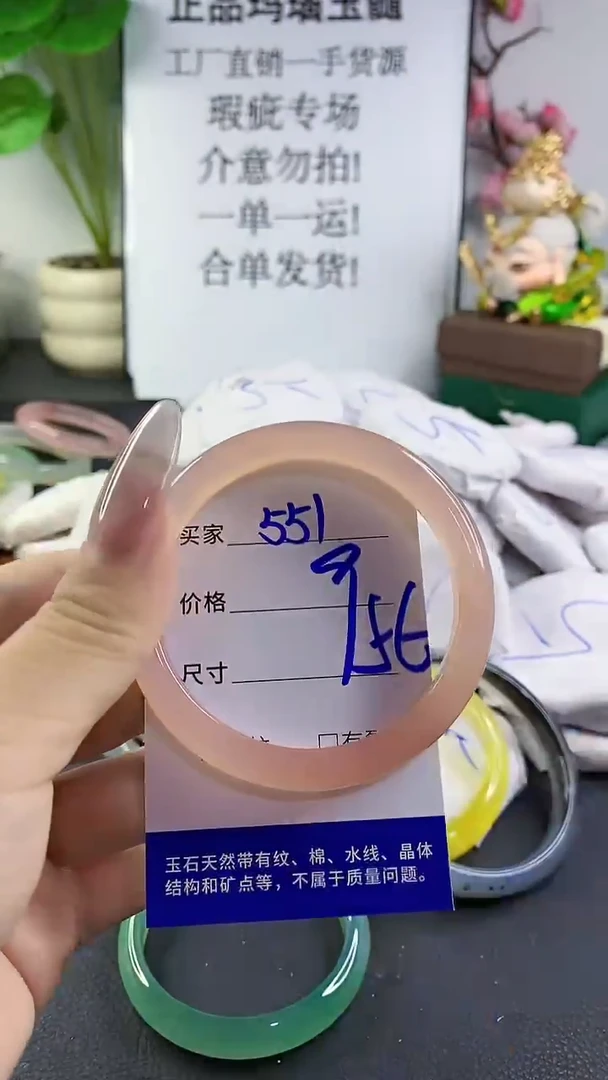 正品玛瑙玉髓
工厂直销一手货源
瑕疵专场
介意勿拍!
一单一运!
合单发货!
买家 551
价格
尺寸 56
□有
玉石天然带有纹、棉、水线、晶体
结构和矿点等，不属于质量问题。